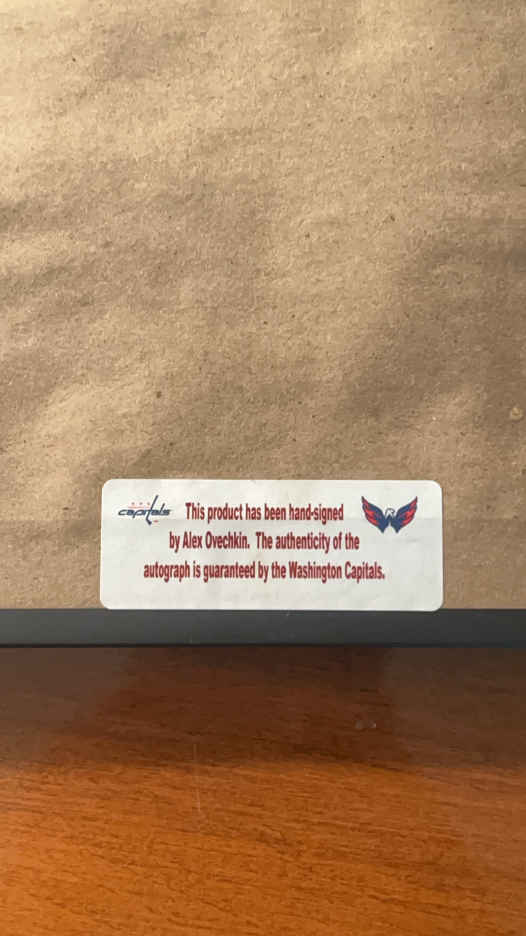 capitals
This product has been hand-signed
by Alex Ovechkin.  The authenticity of the
autograph is guaranteed by the Washington Capitals.